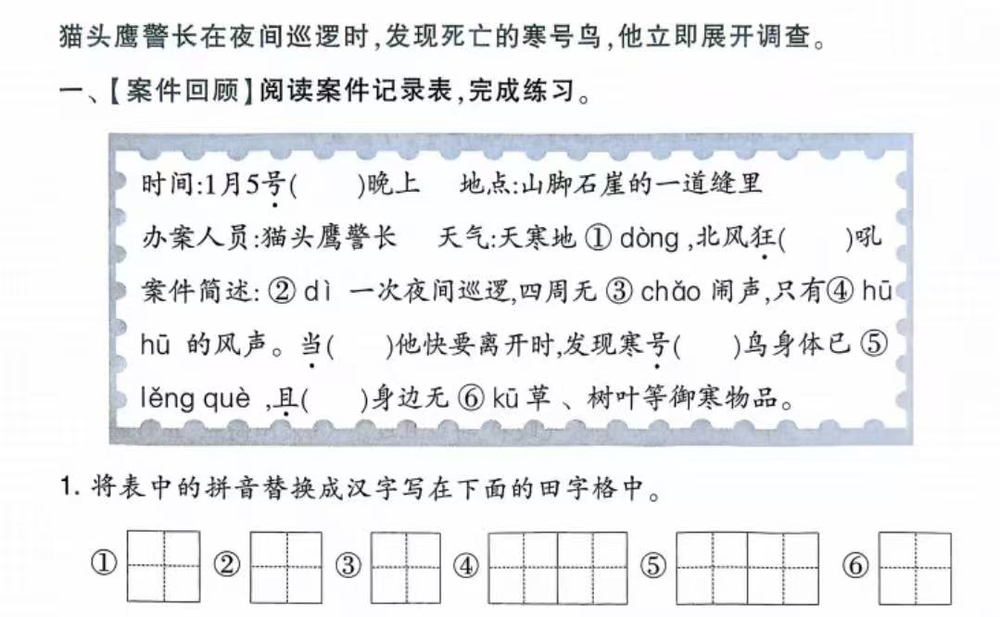 猫头鹰警长在夜间巡逻时,发现死亡的寒号鸟,他立即展开调查。
一、【案件回顾】阅读案件记录表,完成练习。
时间:1月5号(  )晚上 地点:山脚石崖的一道缝里
办案人员:猫头鹰警长 天气:天寒地 ① dòng ,北风狂(  )吼
案件简述: ② dì 一次夜间巡逻,四周无 ③ chǎo 闹声,只有④ hū
hū 的风声。当(  )他快要离开时,发现寒号(  )鸟身体已 ⑤
lěng què ,且(  )身边无 ⑥ kū 草 、树叶等御寒物品。
1. 将表中的拼音替换成汉字写在下面的田字格中。
① ② ③ ④ ⑤ ⑥